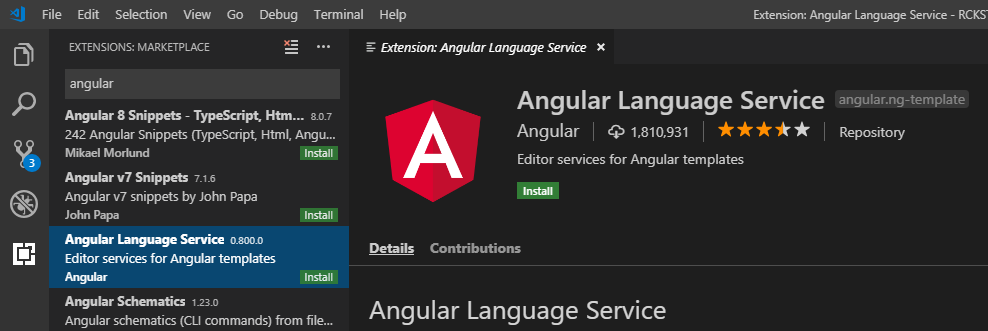 File Edit Selection View Go Debug Terminal Help
Extension: Angular Language Service - RCKST
EXTENSIONS: MARKETPLACE
Extension: Angular Language Service
angular
Angular 8 Snippets - TypeScript, Htm... 8.0.7
242 Angular Snippets (TypeScript, Html, Angu...
Mikael Morlund Install
Angular v7 Snippets 7.1.6
Angular v7 snippets by John Papa
John Papa Install
Angular Language Service 0.800.0
Editor services for Angular templates
Angular Install
Angular Schematics 1.23.0
Angular schematics (CLI commands) from file...
3
A
Angular Language Service angular.ng-template
Angular 1,810,931 Repository
Editor services for Angular templates
Install
Details Contributions
Angular Language Service